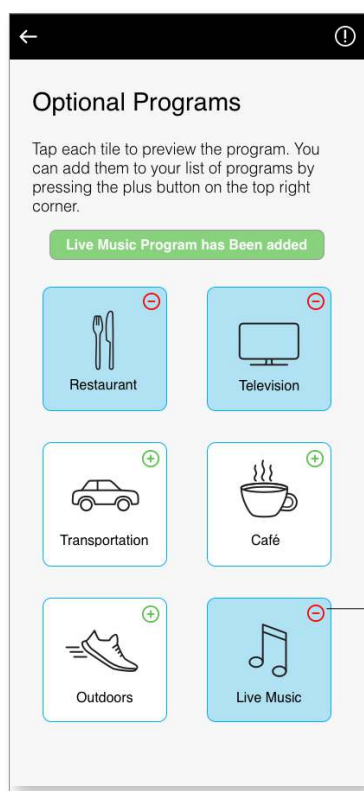 Optional Programs
Tap each tile to preview the program. You
can add them to your list of programs by
pressing the plus button on the top right
corner.
Live Music Program has Been added
Restaurant
Television
Transportation
Café
Outdoors
Live Music